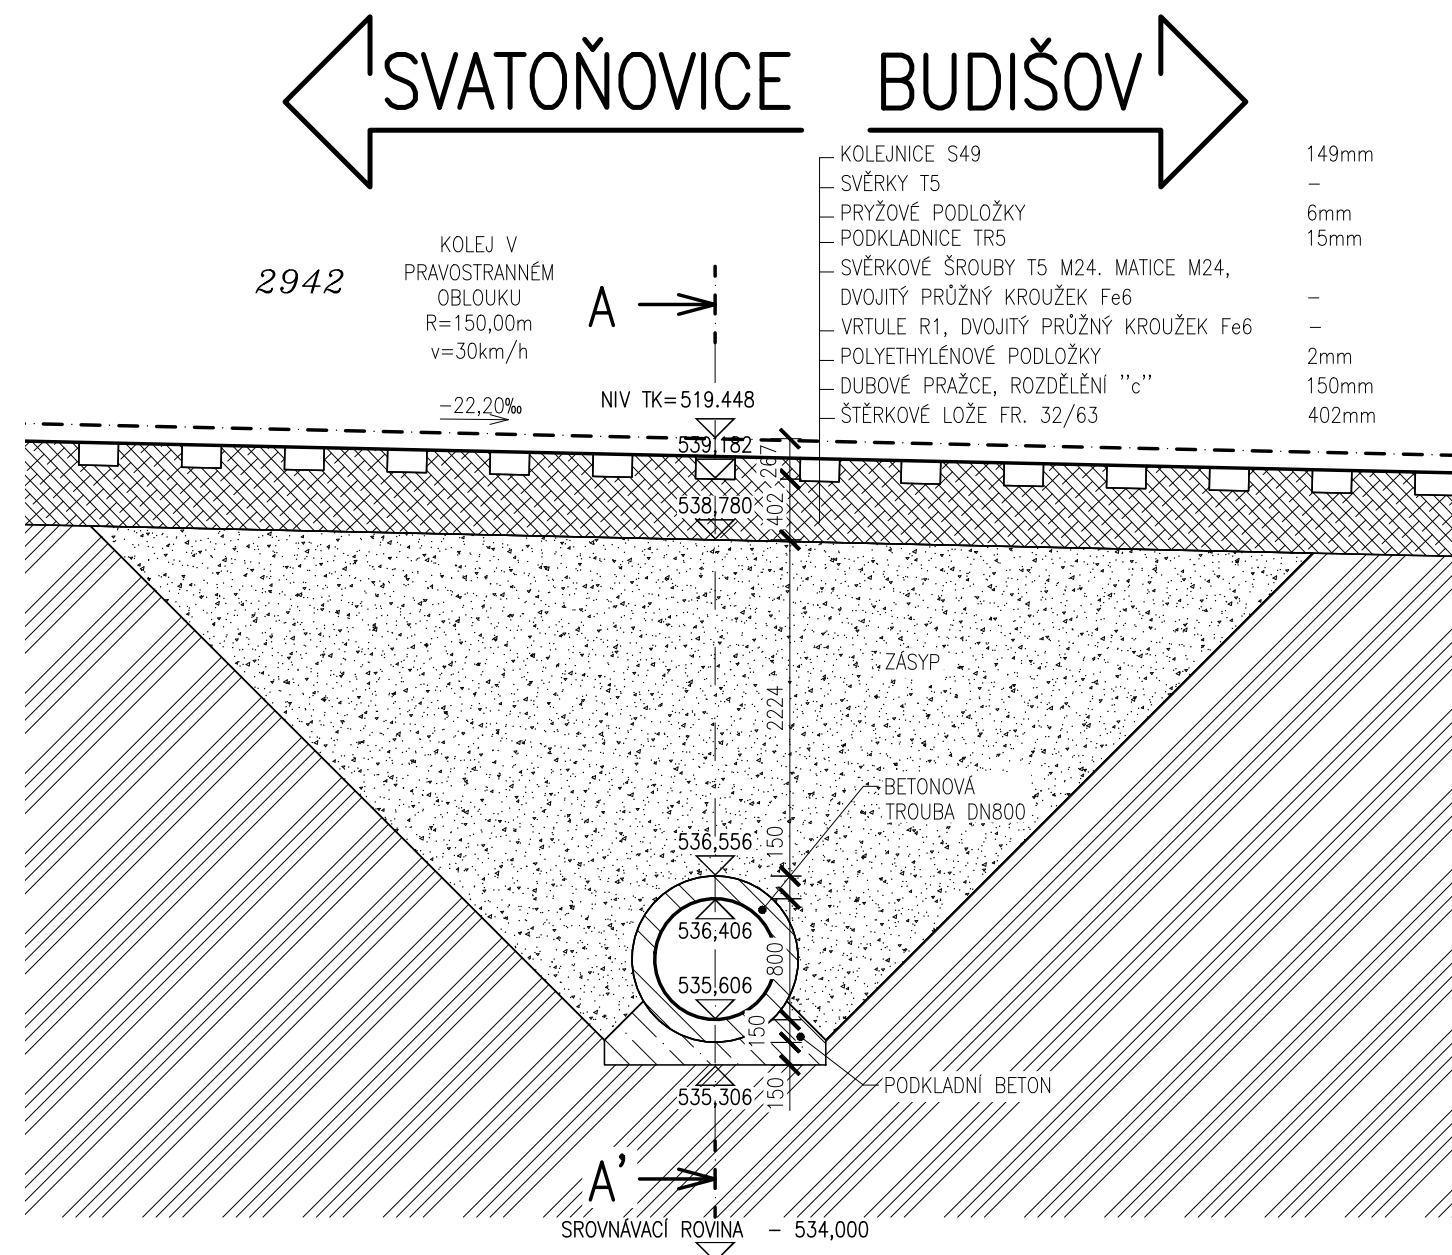 SVATOŇOVICE BUDIŠOV
KOLEJNICE S49 149mm
SVĚRKY T5 –
PRYŽOVÉ PODLOŽKY 6mm
PODKLADNICE TR5 15mm
SVĚRKOVÉ ŠROUBY T5 M24. MATICE M24,
DVOJITÝ PRŮŽNÝ KROUŽEK Fe6 –
VRTULE R1, DVOJITÝ PRŮŽNÝ KROUŽEK Fe6 –
POLYETHYLÉNOVÉ PODLOŽKY 2mm
DUBOVÉ PRAŽCE, ROZDĚLĚNÍ ''c'' 150mm
ŠTĚRKOVÉ LOŽE FR. 32/63 402mm
2942
KOLEJ V
PRAVOSTRANNÉM
OBLOUKU
R=150,00m
v=30km/h
A
-22,20‰
NIV TK=519.448
539,182
267
538,780
402
ZÁSYP
2224
BETONOVÁ
TROUBA DN800
150
536,556
536,406
800
535,606
150
535,306
150
PODKLADNÍ BETON
A'
SROVNÁVACÍ ROVINA – 534,000